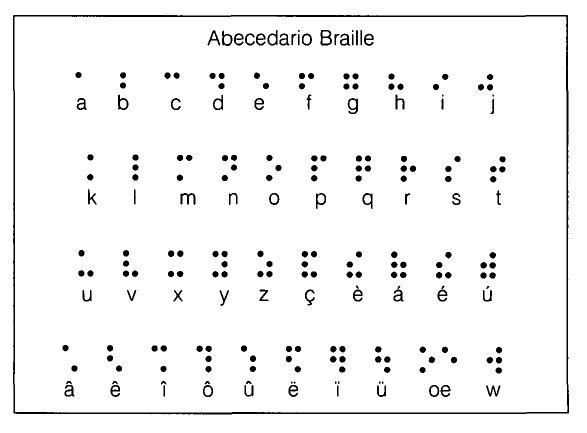 Abecedario Braille
a b c d e f g h i j
k l m n o p q r s t
u v x y z ç è á é ú
â ê î ô û ë ï ü oe w